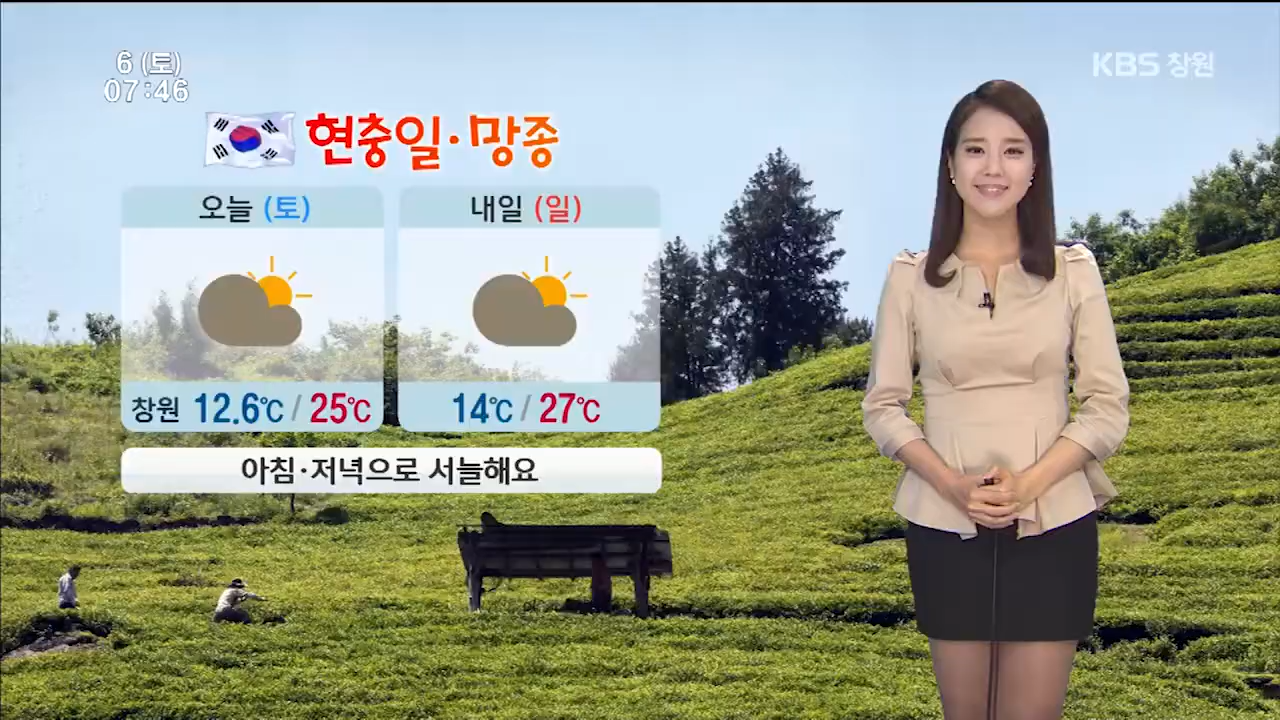 6 (토)
07:46
KBS 창원
현충일·망종
오늘 (토)
내일 (일)
창원 12.6℃ / 25℃
14℃ / 27℃
아침·저녁으로 서늘해요